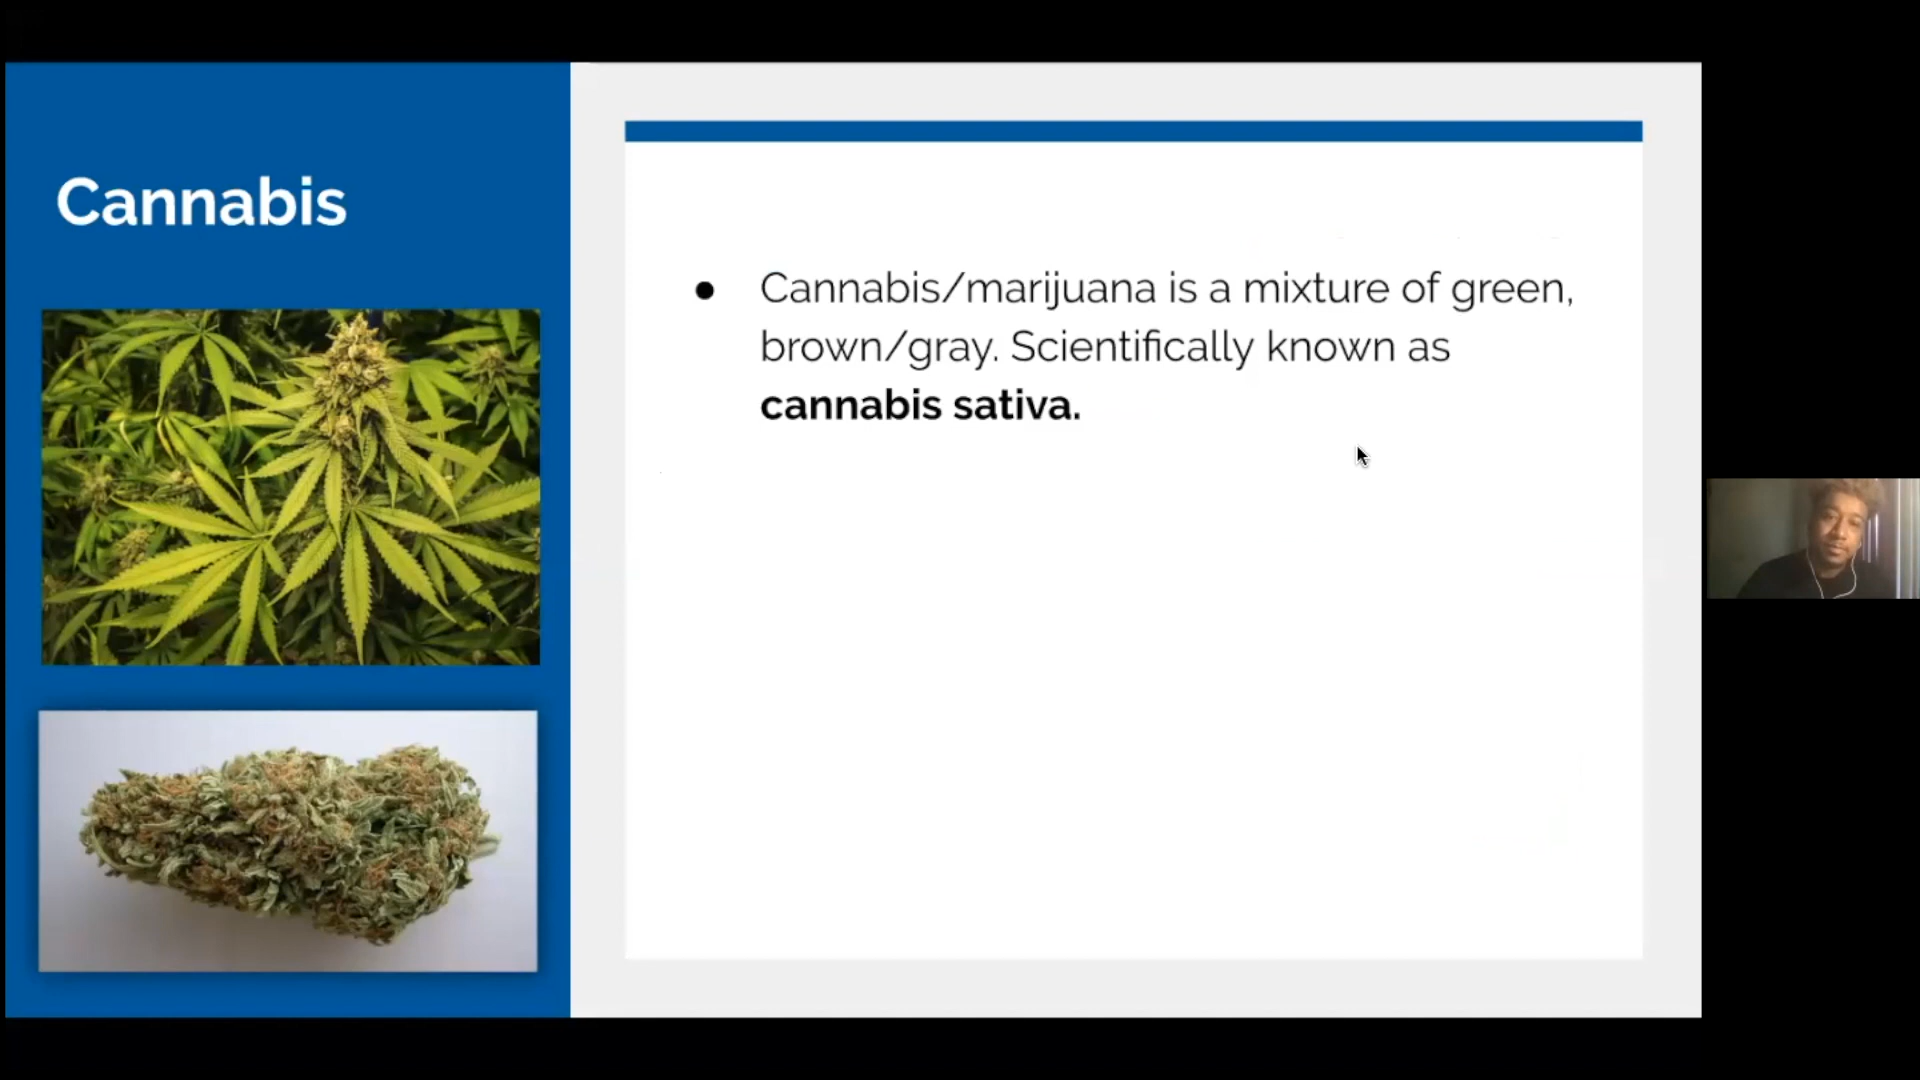 Cannabis
● Cannabis/marijuana is a mixture of green,
brown/gray. Scientifically known as
cannabis sativa.